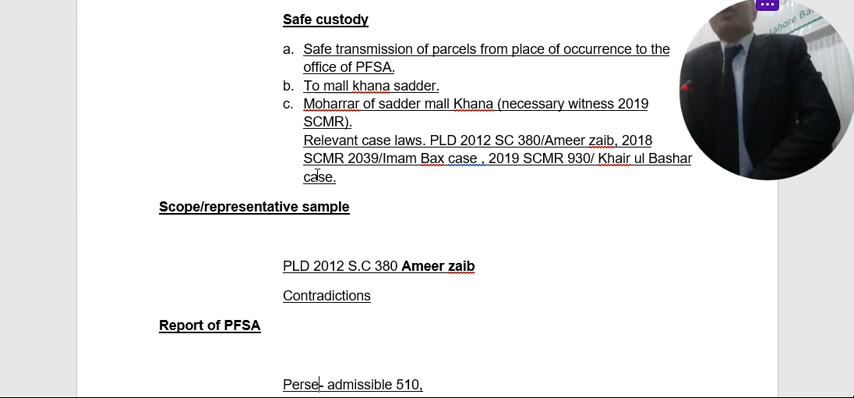 Safe custody
a. Safe transmission of parcels from place of occurrence to the
office of PFSA.
b. To mall khana sadder.
c. Moharrar of sadder mall Khana (necessary witness 2019
SCMR).
Relevant case laws. PLD 2012 SC 380/Ameer zaib, 2018
SCMR 2039/Imam Bax case , 2019 SCMR 930/ Khair ul Bashar
case.
Scope/representative sample
PLD 2012 S.C 380 Ameer zaib
Contradictions
Report of PFSA
Perse- admissible 510,
ahore Ba